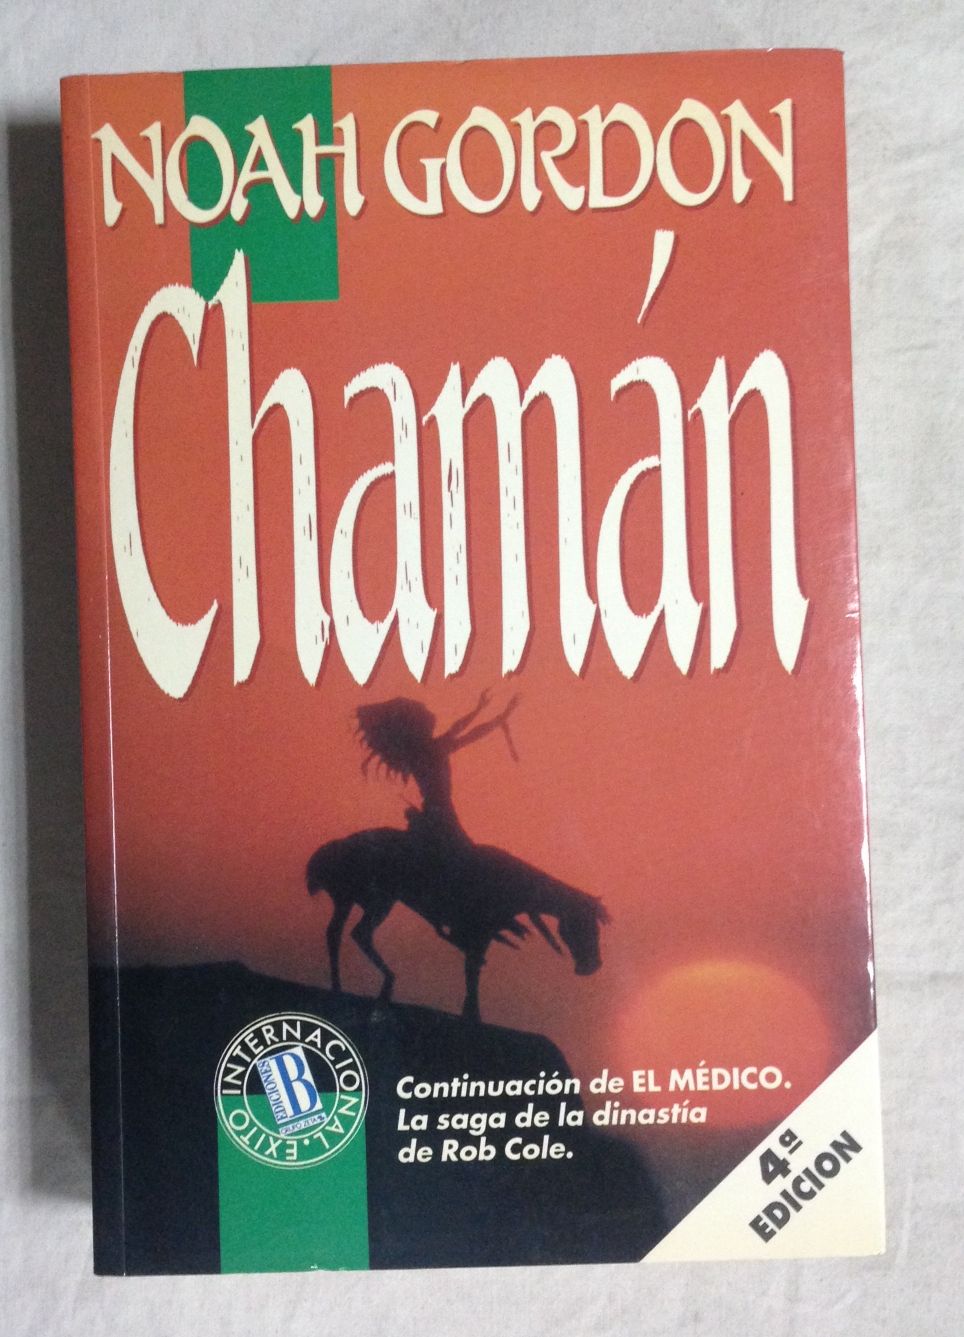 NOAH GORDON
Chamán
INTERNACIONAL. EXITO
B
EDICIONES
Continuación de EL MÉDICO.
La saga de la dinastía
de Rob Cole.
4ª
EDICION